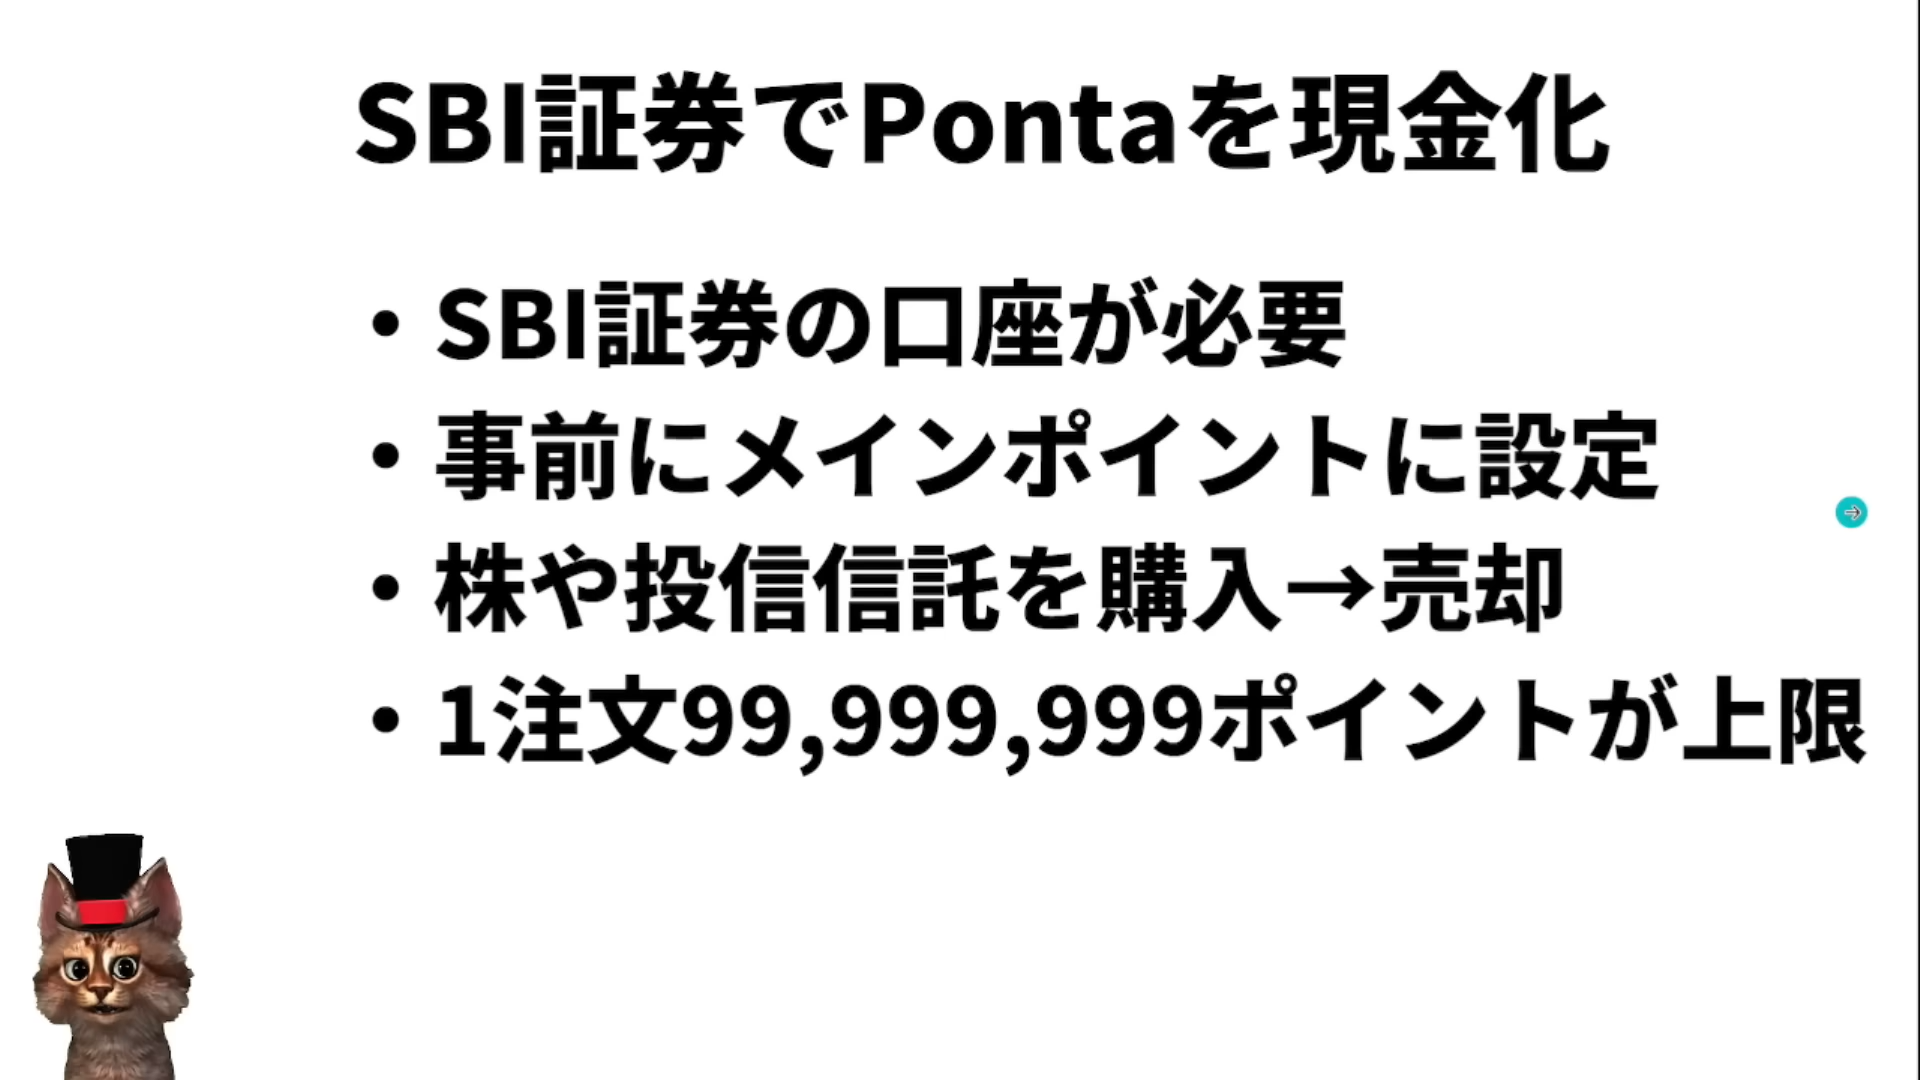 SBI証券でPontaを現金化
・SBI証券の口座が必要
・事前にメインポイントに設定
・株や投信信託を購入→売却
・1注文99,999,999ポイントが上限